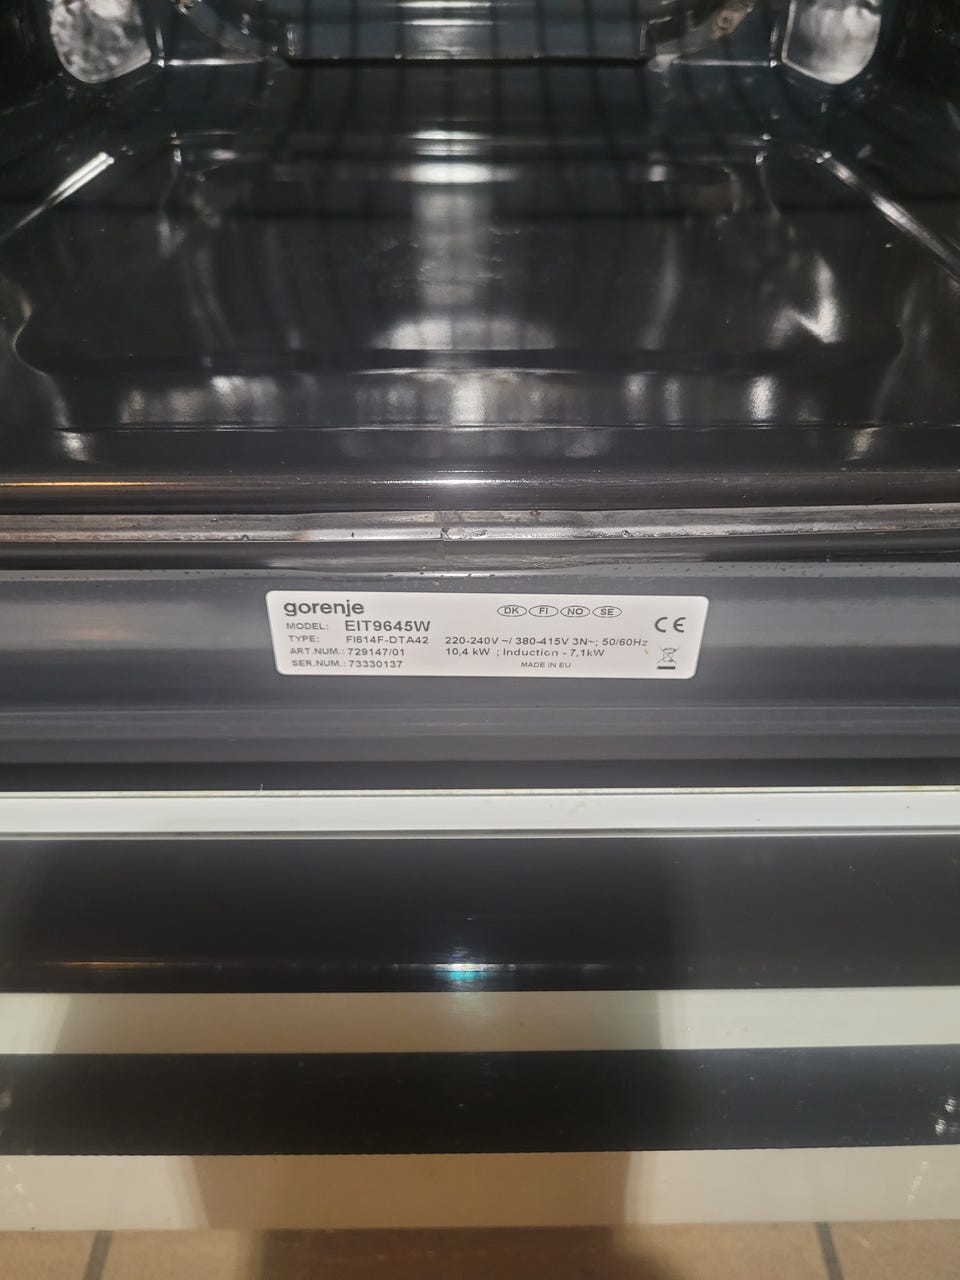 gorenje
DK FI NO SE
CE
MODEL: EIT9645W
TYPE: FI614F-DTA42 220-240V ~/ 380-415V 3N~; 50/60Hz
ART.NUM.: 729147/01 10,4 kW ; Induction - 7,1kW
SER.NUM.: 73330137 MADE IN EU